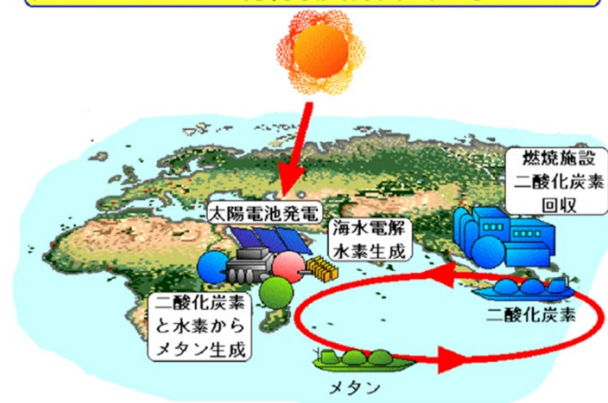 燃焼施設
二酸化炭素
回収
太陽電池発電
海水電解
水素生成
二酸化炭素
と水素から
メタン生成
二酸化炭素
メタン